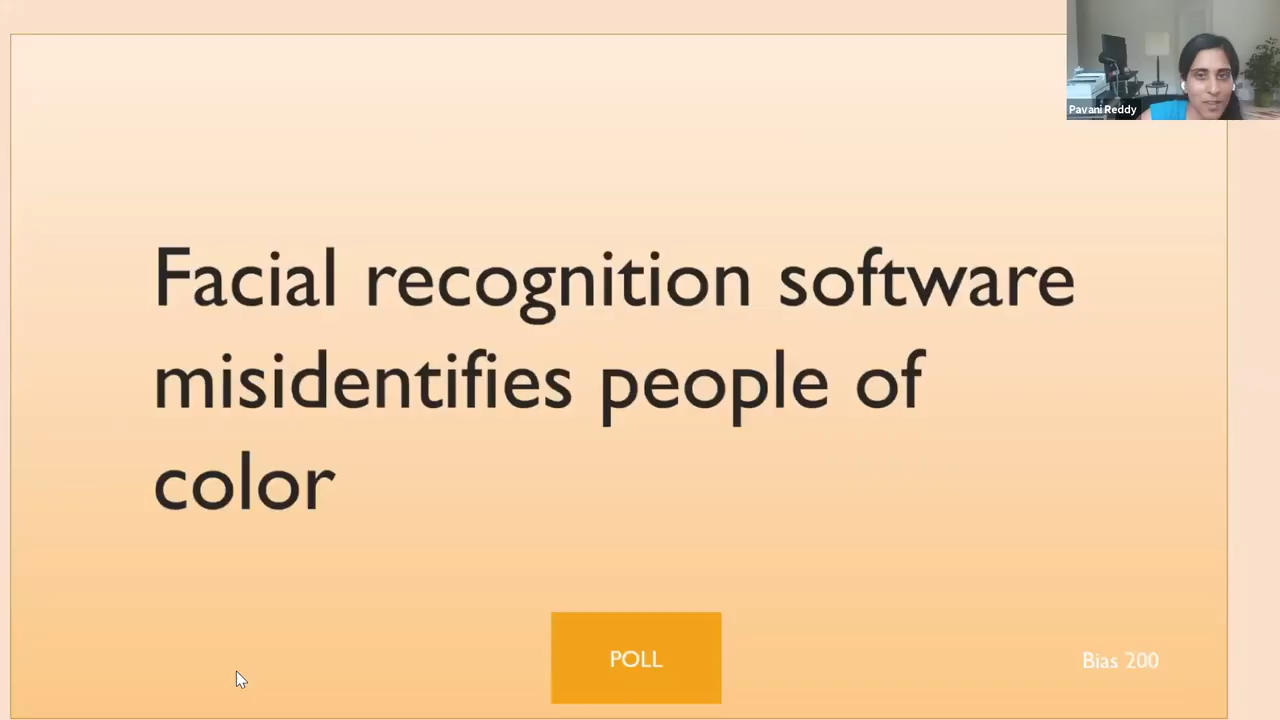 Pavani Reddy
Facial recognition software
misidentifies people of
color
POLL
Bias 200